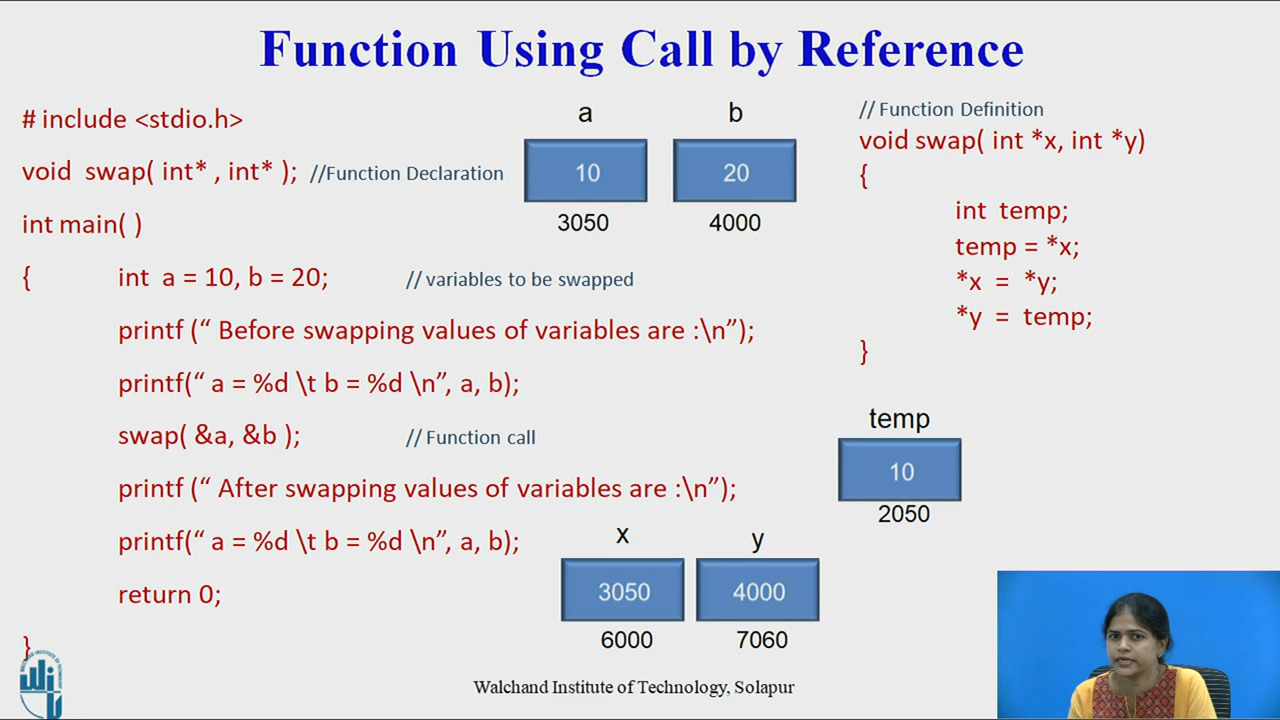 Function Using Call by Reference
# include <stdio.h>
void swap( int* , int* ); //Function Declaration
int main( )
{ int a = 10, b = 20; // variables to be swapped
printf (“ Before swapping values of variables are :\n”);
printf(“ a = %d \t b = %d \n”, a, b);
swap( &a, &b ); // Function call
printf (“ After swapping values of variables are :\n”);
printf(“ a = %d \t b = %d \n”, a, b);
return 0;
}
a b
10 20
3050 4000
// Function Definition
void swap( int *x, int *y)
{
int temp;
temp = *x;
*x = *y;
*y = temp;
}
temp
10
2050
x y
3050 4000
6000 7060
Walchand Institute of Technology, Solapur